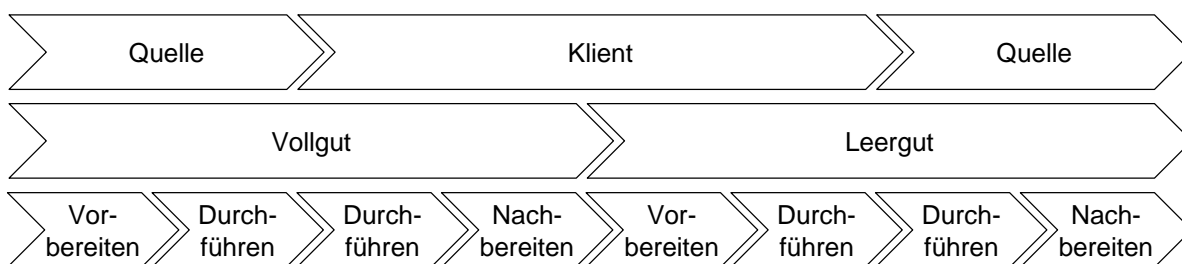 Quelle Klient Quelle
Vollgut Leergut
Vor- Durch- Durch- Nach- Vor- Durch- Durch- Nach-
bereiten führen führen bereiten bereiten führen führen bereiten